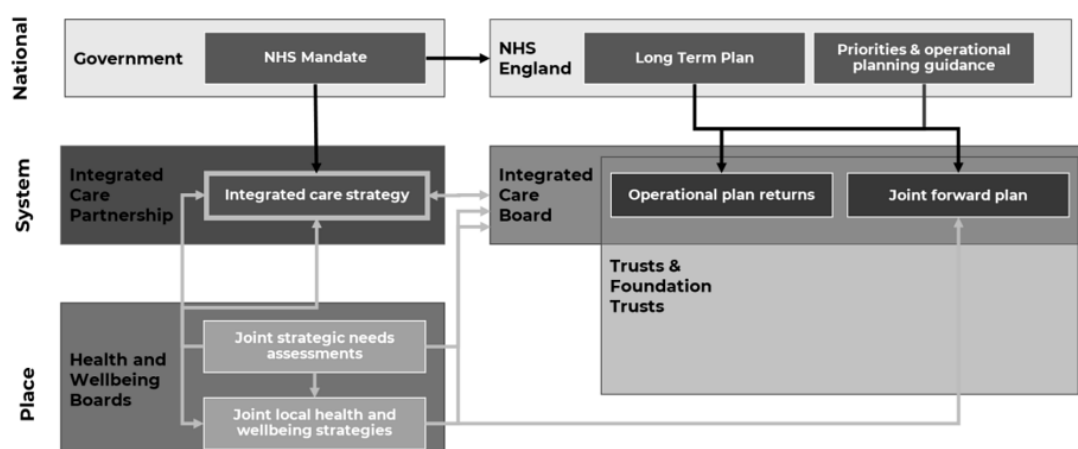 National
Government
NHS Mandate
NHS
England
Long Term Plan
Priorities & operational
planning guidance
System
Integrated
Care
Partnership
Integrated care strategy
Integrated
Care
Board
Operational plan returns
Joint forward plan
Trusts &
Foundation
Trusts
Place
Health and
Wellbeing
Boards
Joint strategic needs
assessments
Joint local health and
wellbeing strategies